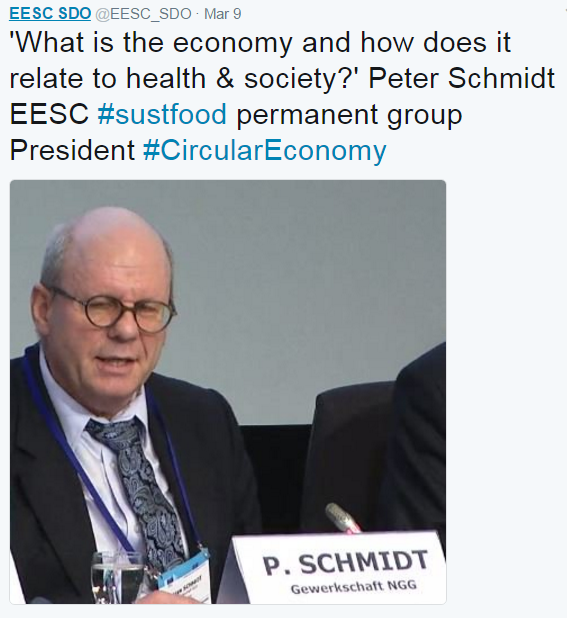 EESC SDO @EESC_SDO · Mar 9
'What is the economy and how does it
relate to health & society?' Peter Schmidt
EESC #sustfood permanent group
President #CircularEconomy
P. SCHMIDT
Gewerkschaft NGG